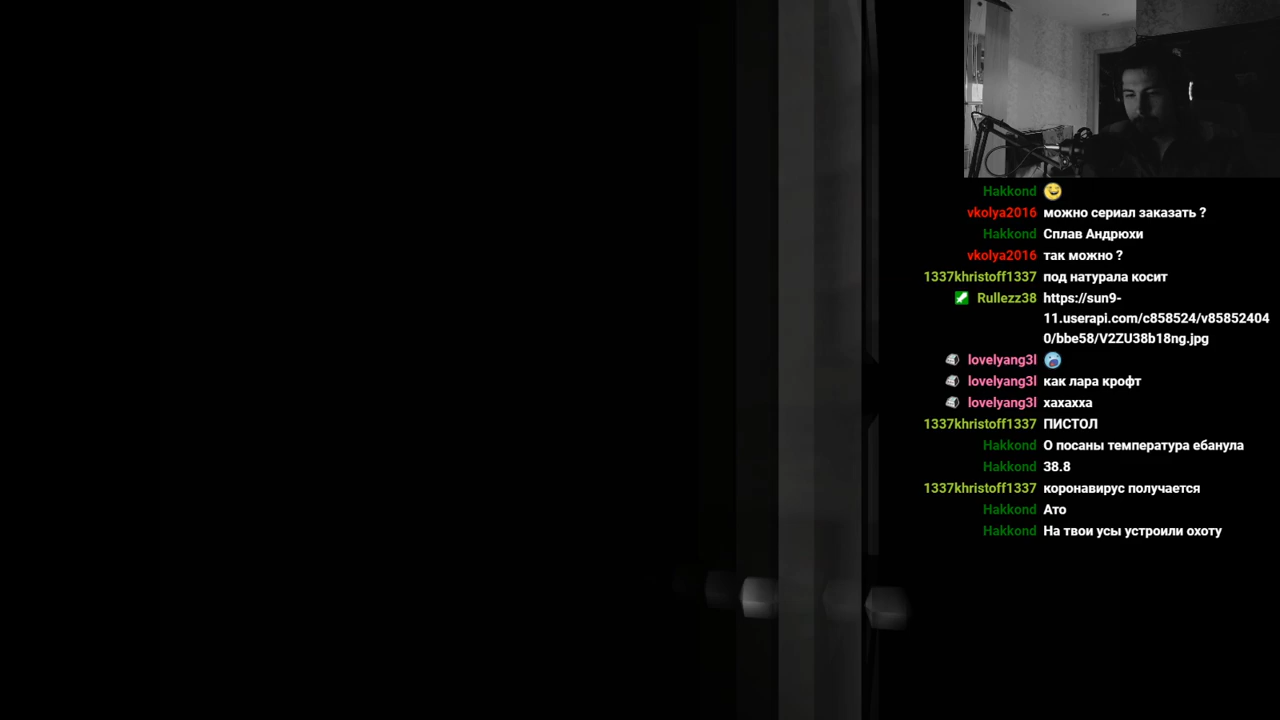 Hakkond
vkolya2016 можно сериал заказать ?
Hakkond Сплав Андрюхи
vkolya2016 так можно ?
1337khristoff1337 под натурала косит
Rullezz38 https://sun9-
11.userapi.com/c858524/v85852404
0/bbe58/V2ZU38b18ng.jpg
lovelyang3l
lovelyang3l как лара крофт
lovelyang3l хахахха
1337khristoff1337 ПИСТОЛ
Hakkond О посаны температура ебанула
Hakkond 38.8
1337khristoff1337 коронавирус получается
Hakkond Ато
Hakkond На твои усы устроили охоту